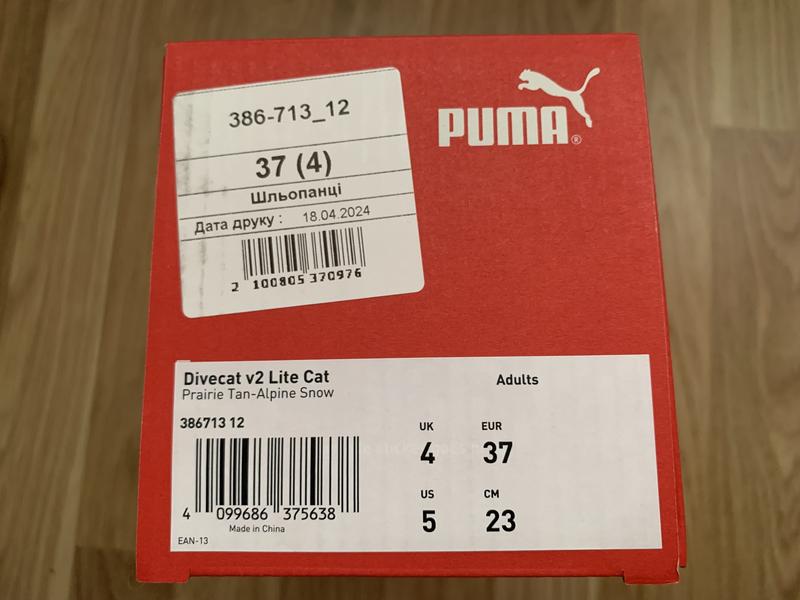 386-713_12
37 (4)
Шльопанці
Дата друку : 18.04.2024
2 100805 370976
PUMA®
Divecat v2 Lite Cat
Prairie Tan-Alpine Snow
Adults
386713 12
UK EUR
4 37
US CM
5 23
4 099686 375638
Made in China
EAN-13